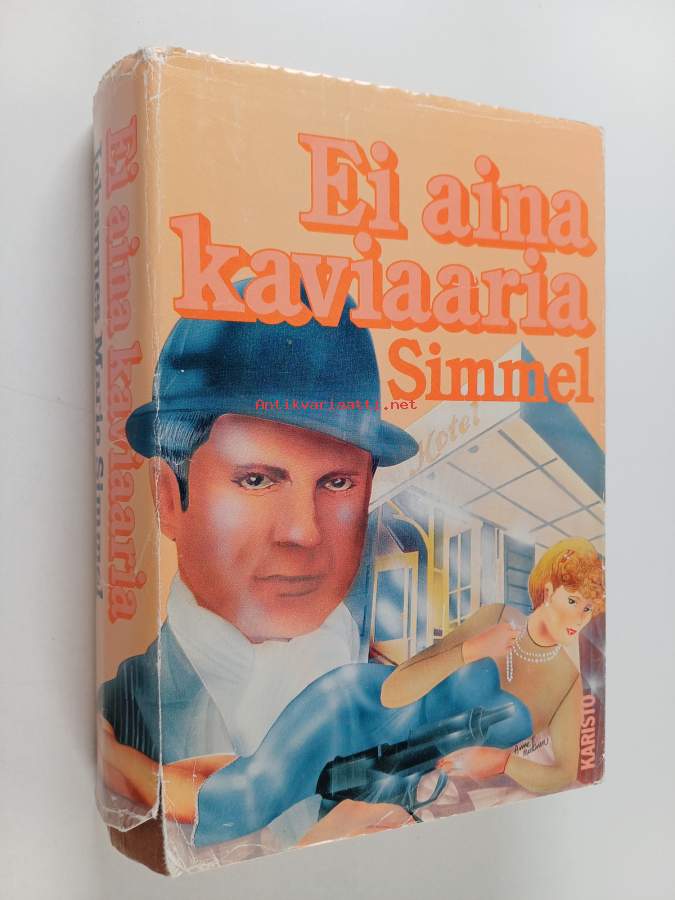 Ei aina
kaviaaria
Simmel
Antikvariaatti.net
Hotel
KARISTO
Ei aina kaviaaria
Johannes Mario Simmel